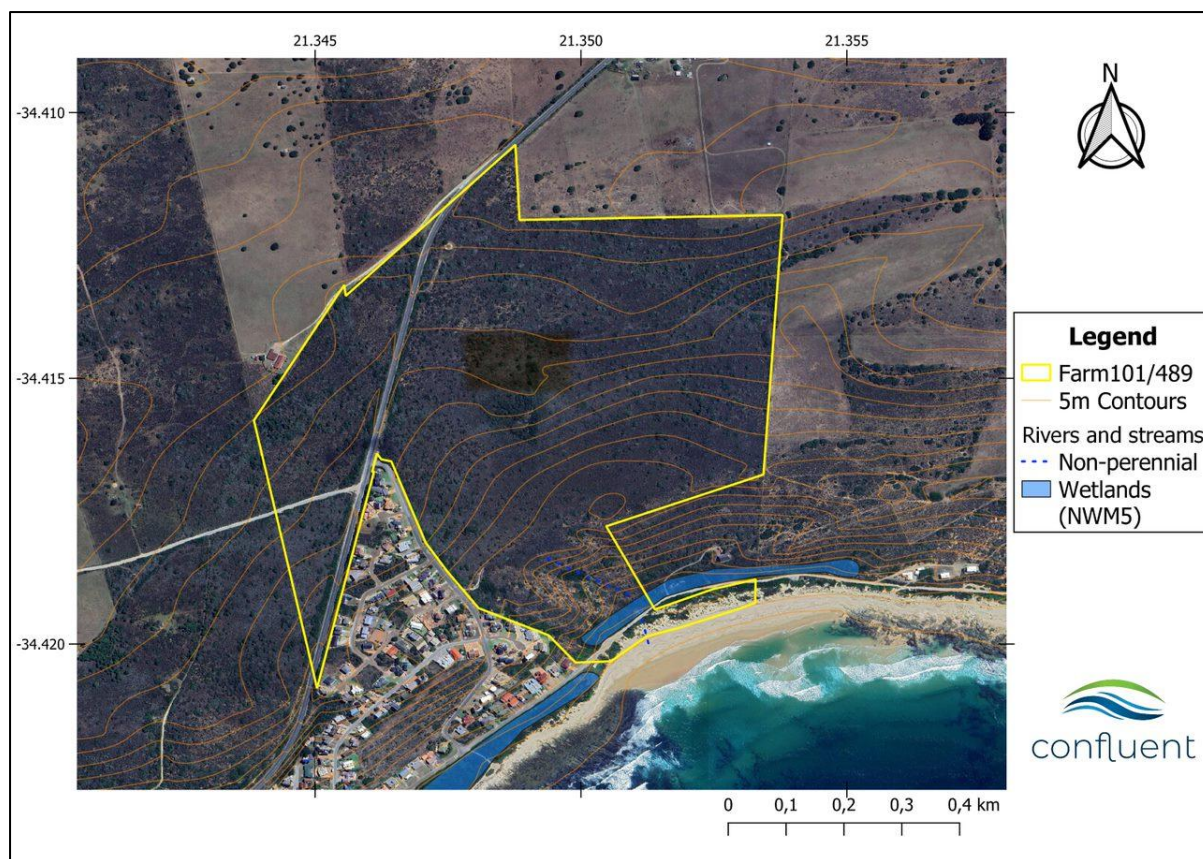 21.345
21.350
21.355
-34.410
-34.415
-34.420
N
Legend
Farm101/489
5m Contours
Rivers and streams
Non-perennial
Wetlands
(NWM5)
confluent
0
0,1
0,2
0,3
0,4 km